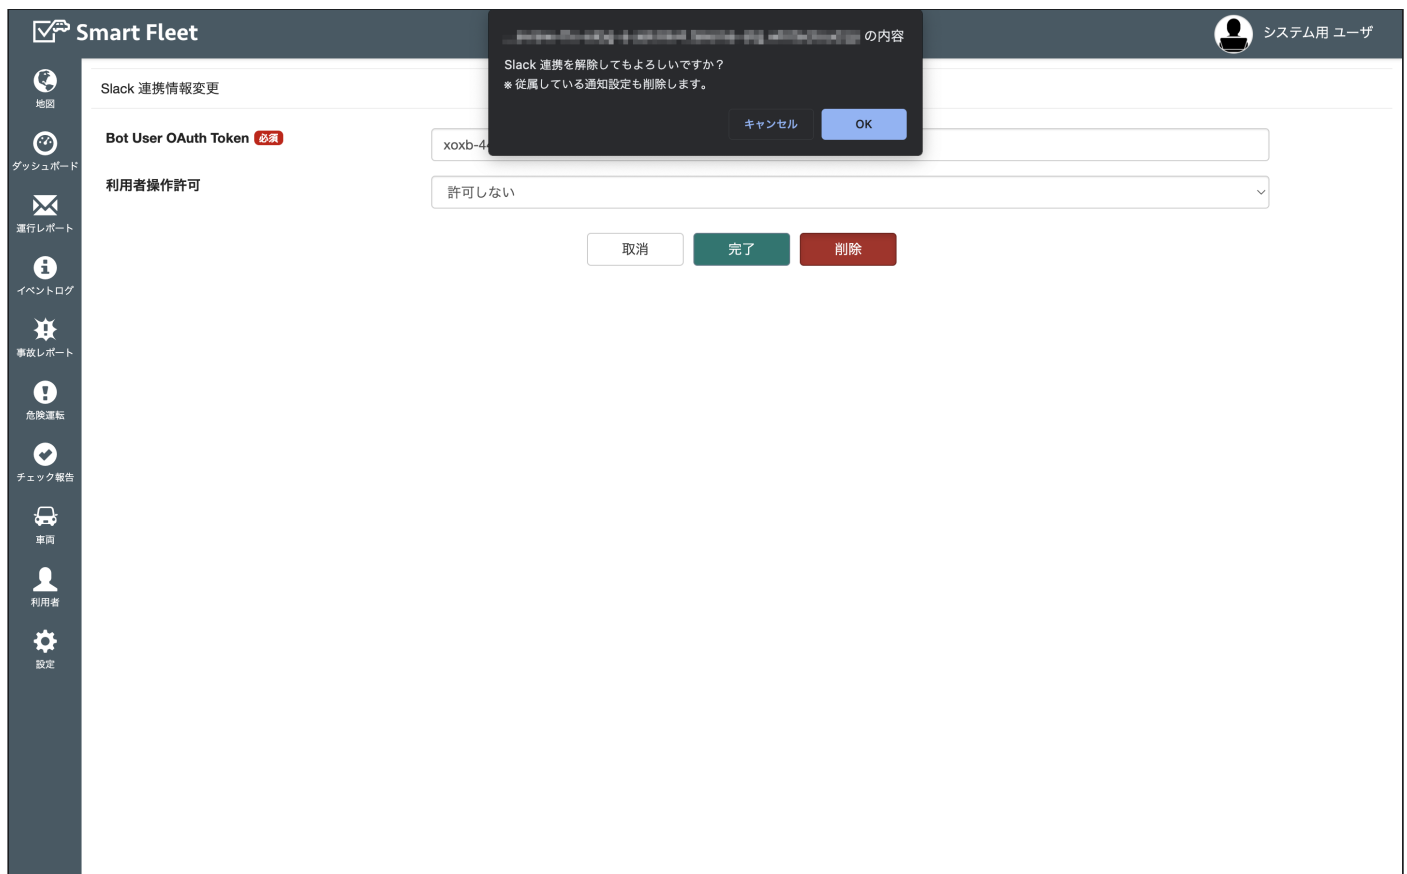 Smart Fleet
の内容
Slack 連携を解除してもよろしいですか？
※ 従属している通知設定も削除します。
キャンセル
OK
システム用 ユーザ
地図
ダッシュボード
運行レポート
イベントログ
事故レポート
危険運転
チェック報告
車両
利用者
設定
Slack 連携情報変更
Bot User OAuth Token 必須
利用者操作許可
許可しない
取消
完了
削除